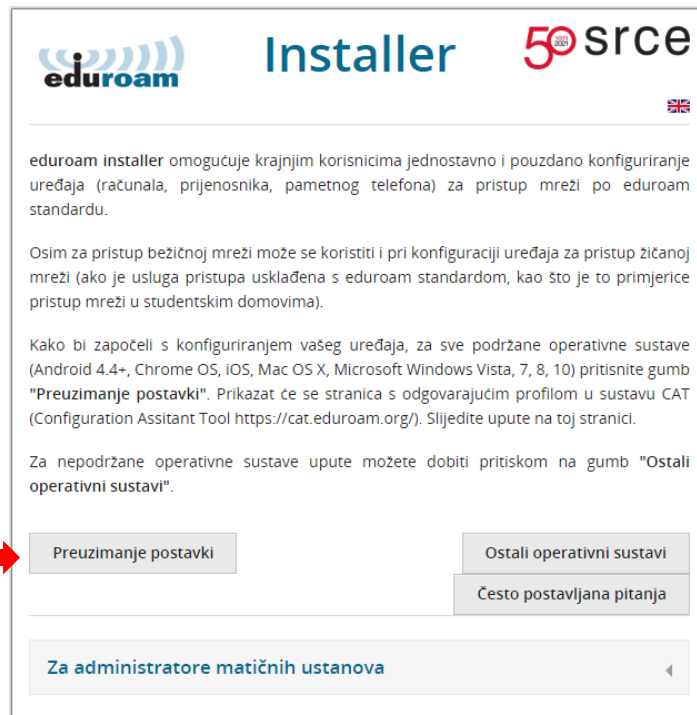 eduroam
Installer
50 srce
2021
eduroam installer omogućuje krajnjim korisnicima jednostavno i pouzdano konfiguriranje
uređaja (računala, prijenosnika, pametnog telefona) za pristup mreži po eduroam
standardu.
Osim za pristup bežičnoj mreži može se koristiti i pri konfiguraciji uređaja za pristup žičanoj
mreži (ako je usluga pristupa usklađena s eduroam standardom, kao što je to primjerice
pristup mreži u studentskim domovima).
Kako bi započeli s konfiguriranjem vašeg uređaja, za sve podržane operativne sustave
(Android 4.4+, Chrome OS, iOS, Mac OS X, Microsoft Windows Vista, 7, 8, 10) pritisnite gumb
"Preuzimanje postavki". Prikazat će se stranica s odgovarajućim profilom u sustavu CAT
(Configuration Assitant Tool https://cat.eduroam.org/). Slijedite upute na toj stranici.
Za nepodržane operativne sustave upute možete dobiti pritiskom na gumb "Ostali
operativni sustavi".
Preuzimanje postavki
Ostali operativni sustavi
Često postavljana pitanja
Za administratore matičnih ustanova